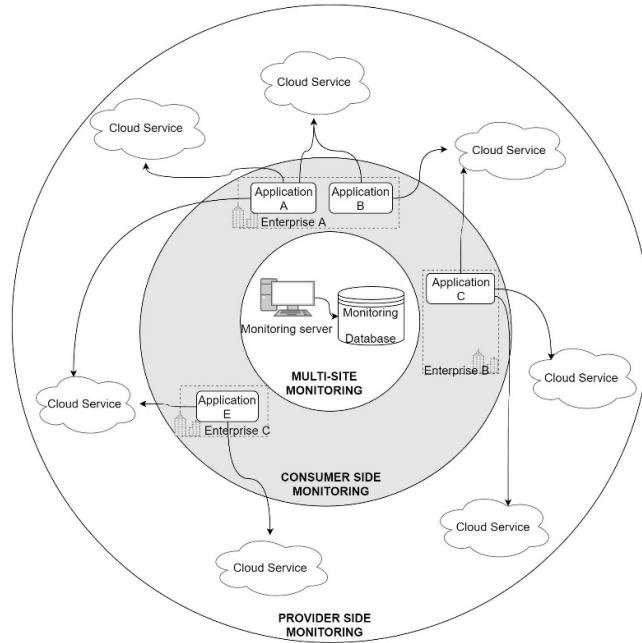 Cloud Service
Cloud Service
Cloud Service
Application
A
Application
B
Enterprise A
Application
C
Enterprise B
Monitoring server
Monitoring
Database
MULTI-SITE
MONITORING
Cloud Service
Cloud Service
Application
E
Enterprise C
CONSUMER SIDE
MONITORING
Cloud Service
Cloud Service
PROVIDER SIDE
MONITORING